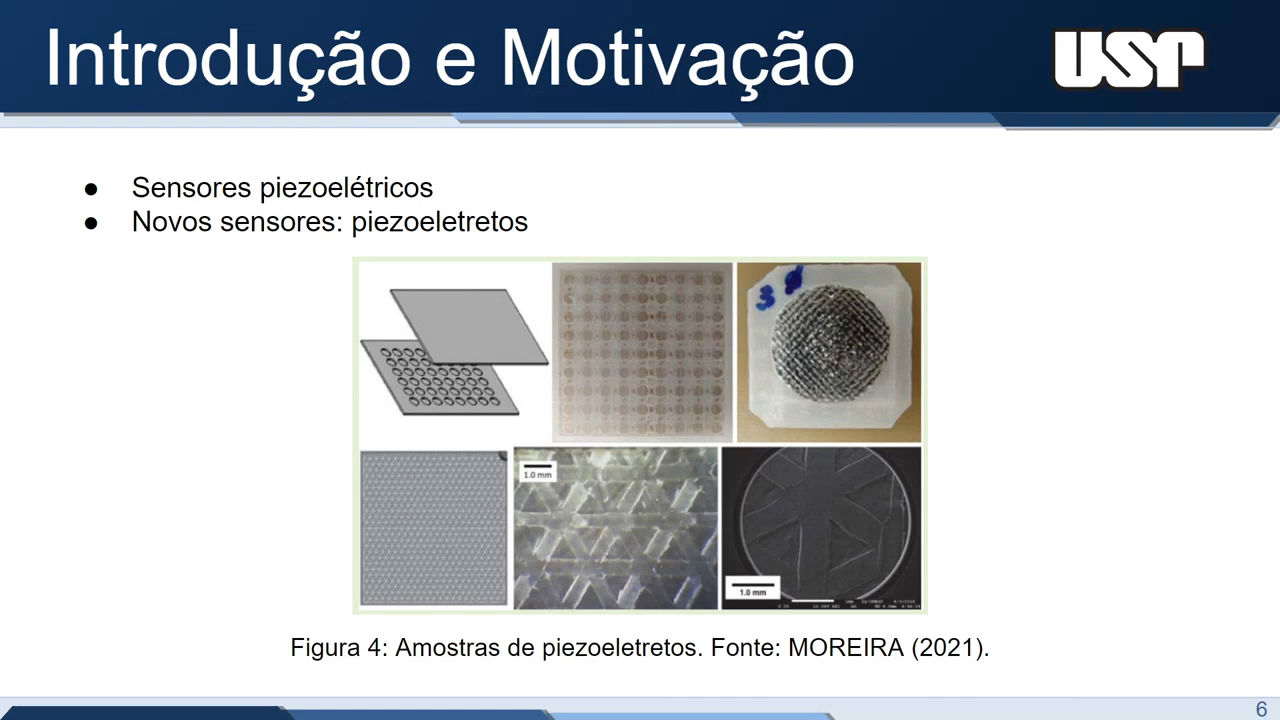 Introdução e Motivação
USP
● Sensores piezoelétricos
● Novos sensores: piezoeletretos
3
1.0 mm
1.0 mm
Figura 4: Amostras de piezoeletretos. Fonte: MOREIRA (2021).
6